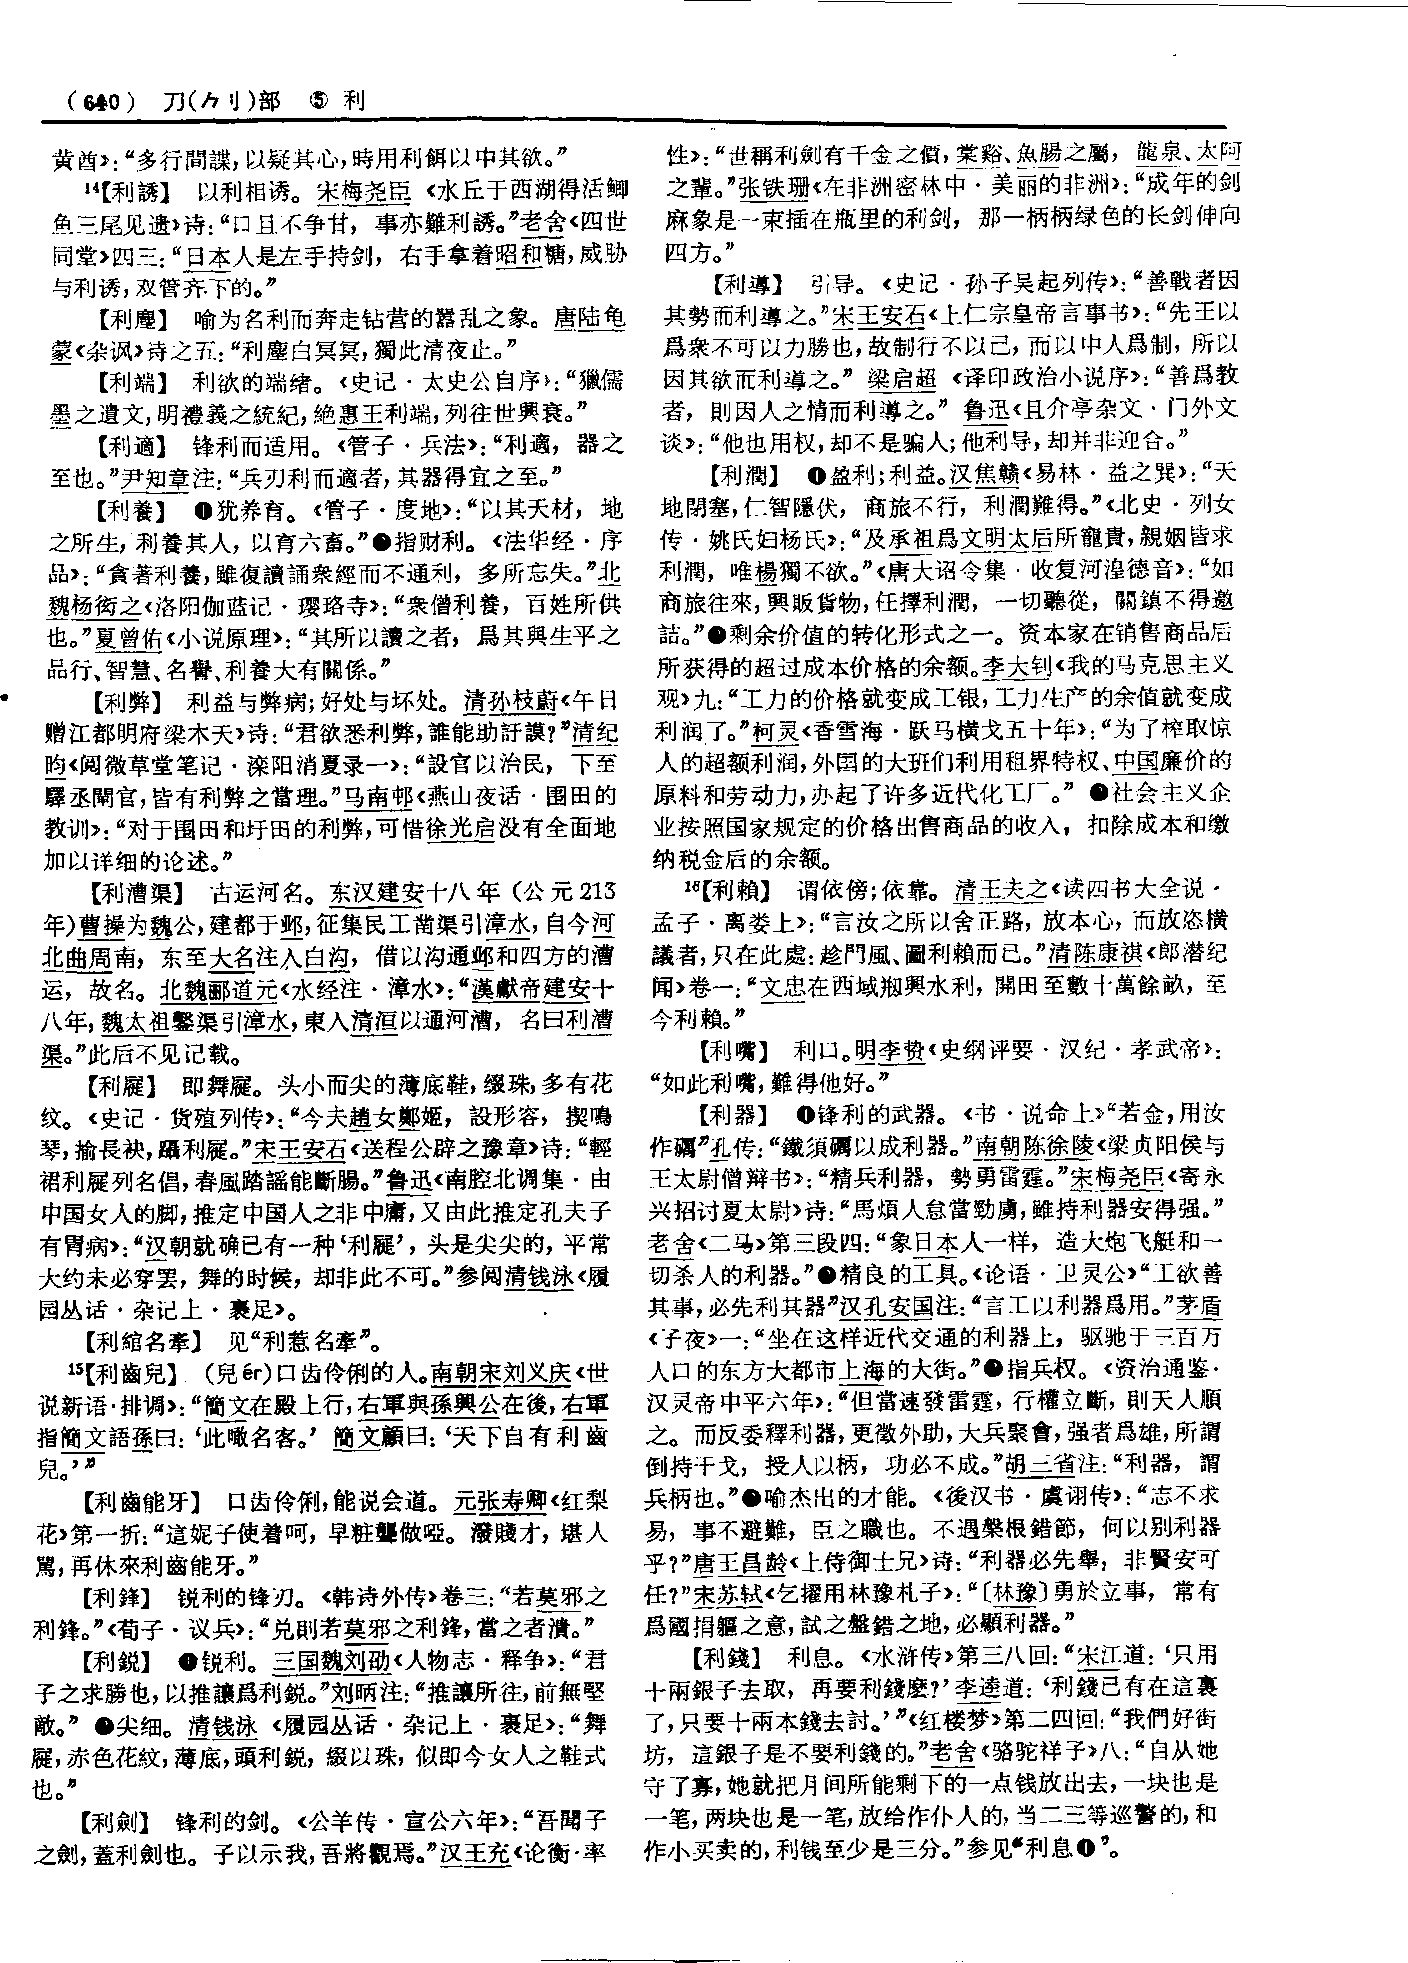 (640) 刀(⺈刂)部 ⑤ 利
黄酋》：“多行間諜，以疑其心，時用利餌以中其欲。”
14【利誘】 以利相诱。宋梅尧臣《水丘于西湖得活鲫
鱼三尾见遗》诗：“口且不争甘，事亦難利誘。”老舍《四世
同堂》四三：“日本人是左手持剑，右手拿着昭和糖，威胁
与利诱，双管齐下的。”
【利塵】 喻为名利而奔走钻营的嚣乱之象。唐陆龟
蒙《杂讽》诗之五：“利塵白冥冥，獨此清夜止。”
【利端】 利欲的端绪。《史记·太史公自序》：“獵儒
墨之遺文，明禮義之統紀，絶惠王利端，列往世興衰。”
【利適】 锋利而适用。《管子·兵法》：“利適，器之
至也。”尹知章注：“兵刃利而適者，其器得宜之至。”
【利養】 ❶犹养育。《管子·度地》：“以其天材，地
之所生，利養其人，以育六畜。”❷指财利。《法华经·序
品》：“貪著利養，雖復讀誦衆經而不通利，多所忘失。”北
魏杨衒之《洛阳伽蓝记·璎珞寺》：“衆僧利養，百姓所供
也。”夏曾佑《小说原理》：“其所以讀之者，爲其與生平之
品行、智慧、名譽、利養大有關係。”
【利弊】 利益与弊病；好处与坏处。清孙枝蔚《午日
赠江都明府梁木天》诗：“君欲悉利弊，誰能助訏謨？”清纪
昀《阅微草堂笔记·滦阳消夏录一》：“設官以治民，下至
驛丞閘官，皆有利弊之當理。”马南邨《燕山夜话·围田的
教训》：“对于围田和圩田的利弊，可惜徐光启没有全面地
加以详细的论述。”
【利漕渠】 古运河名。东汉建安十八年（公元213
年）曹操为魏公，建都于邺，征集民工凿渠引漳水，自今河
北曲周南，东至大名注入白沟，借以沟通邺和四方的漕
运，故名。北魏郦道元《水经注·漳水》：“漢獻帝建安十
八年，魏太祖鑿渠引漳水，東入清洹以通河漕，名曰利漕
渠。”此后不见记载。
【利屣】 即舞屣。头小而尖的薄底鞋，缀珠，多有花
纹。《史记·货殖列传》：“今夫趙女鄭姬，設形容，揳鳴
琴，揄長袂，躡利屣。”宋王安石《送程公辟之豫章》诗：“輕
裙利屣列名倡，春風踏謡能斷腸。”鲁迅《南腔北调集·由
中国女人的脚，推定中国人之非中庸，又由此推定孔夫子
有胃病》：“汉朝就确已有一种‘利屣’，头是尖尖的，平常
大约未必穿罢，舞的时候，却非此不可。”参阅清钱泳《履
园丛话·杂记上·裹足》。
【利綰名牽】 见“利惹名牽”。
15【利齒兒】 (兒ér)口齿伶俐的人。南朝宋刘义庆《世
说新语·排调》：“簡文在殿上行，右軍與孫興公在後，右軍
指簡文語孫曰：‘此噉名客。’簡文顧曰：‘天下自有利齒
兒。’”
【利齒能牙】 口齿伶俐，能说会道。元张寿卿《红梨
花》第一折：“這妮子使着呵，早粧聾做啞。潑賤才，堪人
駡，再休來利齒能牙。”
【利鋒】 锐利的锋刃。《韩诗外传》卷三：“若莫邪之
利鋒。”《荀子·议兵》：“兑則若莫邪之利鋒，當之者潰。”
【利鋭】 ❶锐利。三国魏刘劭《人物志·释争》：“君
子之求勝也，以推讓爲利鋭。”刘昞注：“推讓所往，前無堅
敵。”❷尖细。清钱泳《履园丛话·杂记上·裹足》：“舞
屣，赤色花紋，薄底，頭利鋭，綴以珠，似即今女人之鞋式
也。”
【利劍】 锋利的剑。《公羊传·宣公六年》：“吾聞子
之劍，蓋利劍也。子以示我，吾將觀焉。”汉王充《论衡·率
性》：“世稱利劍有千金之價，棠谿、魚腸之屬，龍泉、太阿
之輩。”张铁珊《在非洲密林中·美丽的非洲》：“成年的剑
麻象是一束插在瓶里的利剑，那一柄柄绿色的长剑伸向
四方。”
【利導】 引导。《史记·孙子吴起列传》：“善戰者因
其勢而利導之。”宋王安石《上仁宗皇帝言事书》：“先王以
爲衆不可以力勝也，故制行不以己，而以中人爲制，所以
因其欲而利導之。”梁启超《译印政治小说序》：“善爲教
者，則因人之情而利導之。”鲁迅《且介亭杂文·门外文
谈》：“他也用权，却不是骗人；他利导，却并非迎合。”
【利潤】 ❶盈利；利益。汉焦赣《易林·益之巽》：“天
地閉塞，仁智隱伏，商旅不行，利潤難得。”《北史·列女
传·姚氏妇杨氏》：“及承祖爲文明太后所寵貴，親姻皆求
利潤，唯楊獨不欲。”《唐大诏令集·收复河湟德音》：“如
商旅往來，興販貨物，任擇利潤，一切聽從，關鎮不得邀
詰。”❷剩余价值的转化形式之一。资本家在销售商品后
所获得的超过成本价格的余额。李大钊《我的马克思主义
观》九：“工力的价格就变成工银，工力生产的余值就变成
利润了。”柯灵《香雪海·跃马横戈五十年》：“为了榨取惊
人的超额利润，外国的大班们利用租界特权、中国廉价的
原料和劳动力，办起了许多近代化工厂。”❸社会主义企
业按照国家规定的价格出售商品的收入，扣除成本和缴
纳税金后的余额。
16【利賴】 谓依傍；依靠。清王夫之《读四书大全说·
孟子·离娄上》：“言汝之所以舍正路，放本心，而放恣横
議者，只在此處：趁門風、圖利賴而已。”清陈康祺《郎潜纪
闻》卷一：“文忠在西域剏興水利，開田至數十萬餘畝，至
今利賴。”
【利嘴】 利口。明李贽《史纲评要·汉纪·孝武帝》：
“如此利嘴，難得他好。”
【利器】 ❶锋利的武器。《书·说命上》“若金，用汝
作礪”孔传：“鐵須礪以成利器。”南朝陈徐陵《梁贞阳侯与
王太尉僧辩书》：“精兵利器，勢勇雷霆。”宋梅尧臣《寄永
兴招讨夏太尉》诗：“馬煩人怠當勁虜，雖持利器安得强。”
老舍《二马》第三段四：“象日本人一样，造大炮飞艇和一
切杀人的利器。”❷精良的工具。《论语·卫灵公》“工欲善
其事，必先利其器”汉孔安国注：“言工以利器爲用。”茅盾
《子夜》一：“坐在这样近代交通的利器上，驱驰于三百万
人口的东方大都市上海的大街。”❸指兵权。《资治通鉴·
汉灵帝中平六年》：“但當速發雷霆，行權立斷，則天人順
之。而反委釋利器，更徵外助，大兵聚會，强者爲雄，所謂
倒持干戈，授人以柄，功必不成。”胡三省注：“利器，謂
兵柄也。”❹喻杰出的才能。《後汉书·虞诩传》：“志不求
易，事不避難，臣之職也。不遇槃根錯節，何以别利器
乎？”唐王昌龄《上侍御士兄》诗：“利器必先舉，非賢安可
任？”宋苏轼《乞擢用林豫札子》：“〔林豫〕勇於立事，常有
爲國捐軀之意，試之盤錯之地，必顯利器。”
【利錢】 利息。《水浒传》第三八回：“宋江道：‘只用
十兩銀子去取，再要利錢麽？’李逵道：‘利錢已有在這裏
了，只要十兩本錢去討。’”《红楼梦》第二四回：“我們好街
坊，這銀子是不要利錢的。”老舍《骆驼祥子》八：“自从她
守了寡，她就把月间所能剩下的一点钱放出去，一块也是
一笔，两块也是一笔，放给作仆人的，当二三等巡警的，和
作小买卖的，利钱至少是三分。”参见“利息❶”。